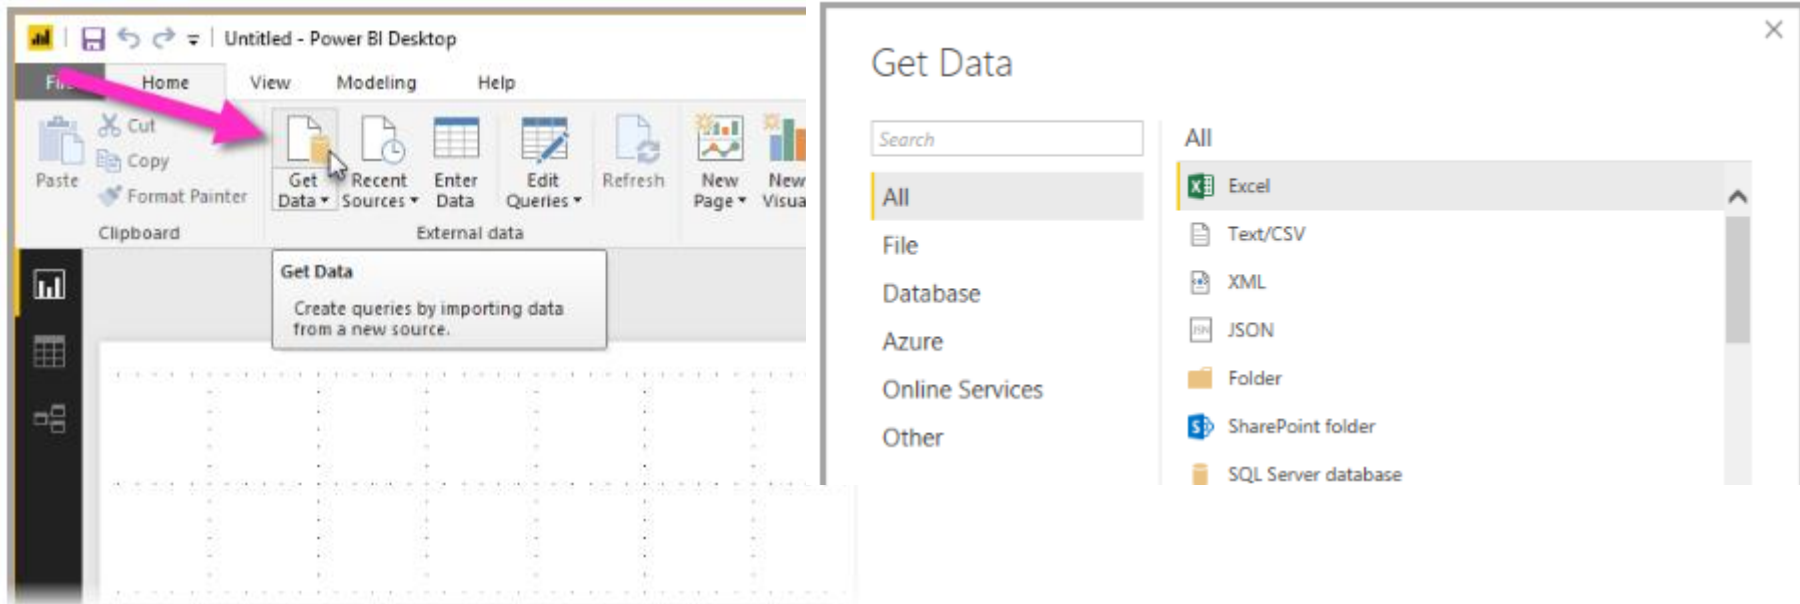 Untitled - Power BI Desktop
Home View Modeling Help
Cut
Copy
Format Painter
Paste
Clipboard
Get Data
Recent Sources
Enter Data
Edit Queries
Refresh
New Page
New
External data
Get Data
Create queries by importing data
from a new source.
Get Data
Search
All
File
Database
Azure
Online Services
Other
All
Excel
Text/CSV
XML
JSON
Folder
SharePoint folder
SQL Server database